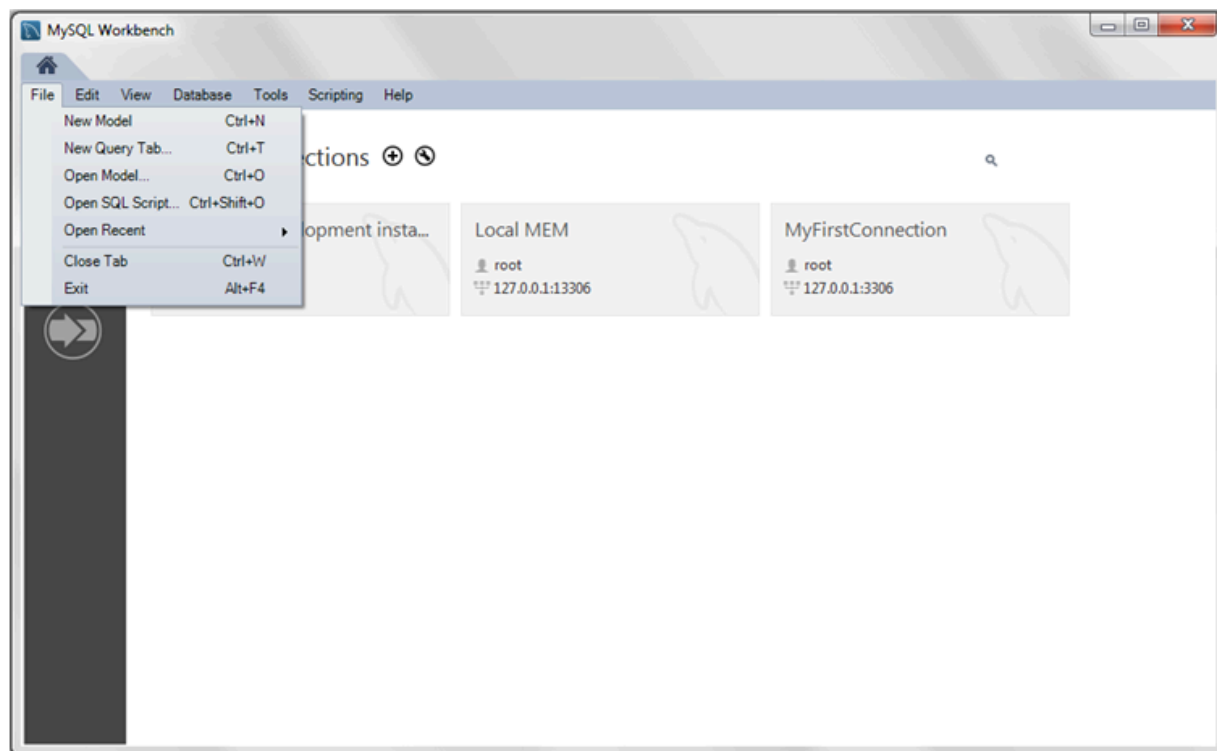 MySQL Workbench
File Edit View Database Tools Scripting Help
New Model Ctrl+N
New Query Tab... Ctrl+T
Open Model... Ctrl+O
Open SQL Script... Ctrl+Shift+O
Open Recent
Close Tab Ctrl+W
Exit Alt+F4
ctions
lopment insta...
Local MEM
root
127.0.0.1:13306
MyFirstConnection
root
127.0.0.1:3306